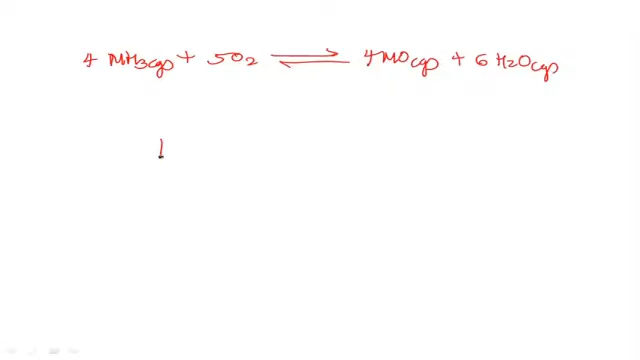 4 NH3(g) + 5O2 ⇌ 4NO(g) + 6 H2O(g)